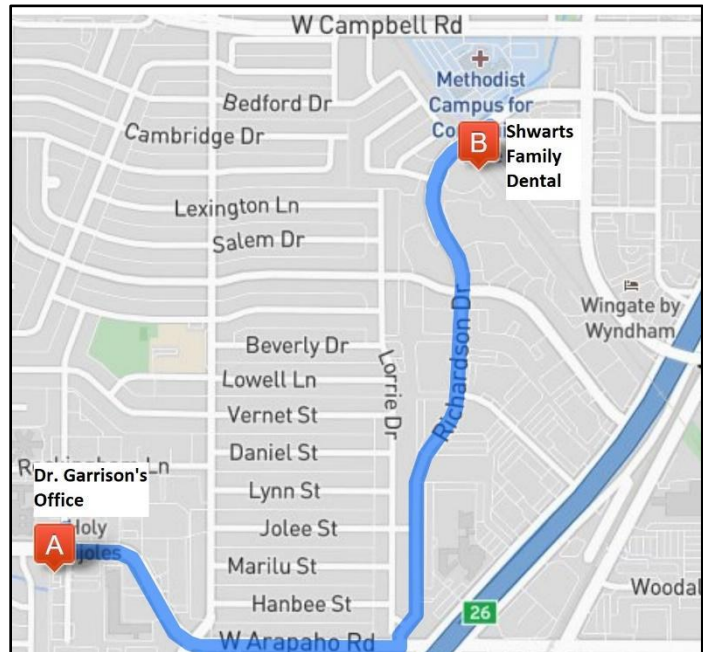 W Campbell Rd
Methodist
Campus for
Bedford Dr
Cambridge Dr
B
Shwarts
Family
Dental
Lexington Ln
Salem Dr
Wingate by
Wyndham
Richardson Dr
Beverly Dr
Lorrie Dr
Lowell Ln
Vernet St
Daniel St
Ln
Dr. Garrison's
Office
Lynn St
A
Holy
Jolee St
Marilu St
Hanbee St
26
W Arapaho Rd